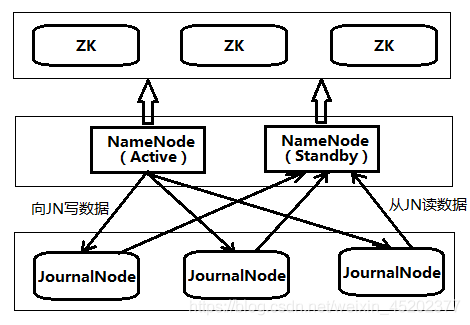 ZK
ZK
ZK
NameNode
(Active)
NameNode
(Standby)
向JN写数据
从JN读数据
JournalNode
JournalNode
JournalNode